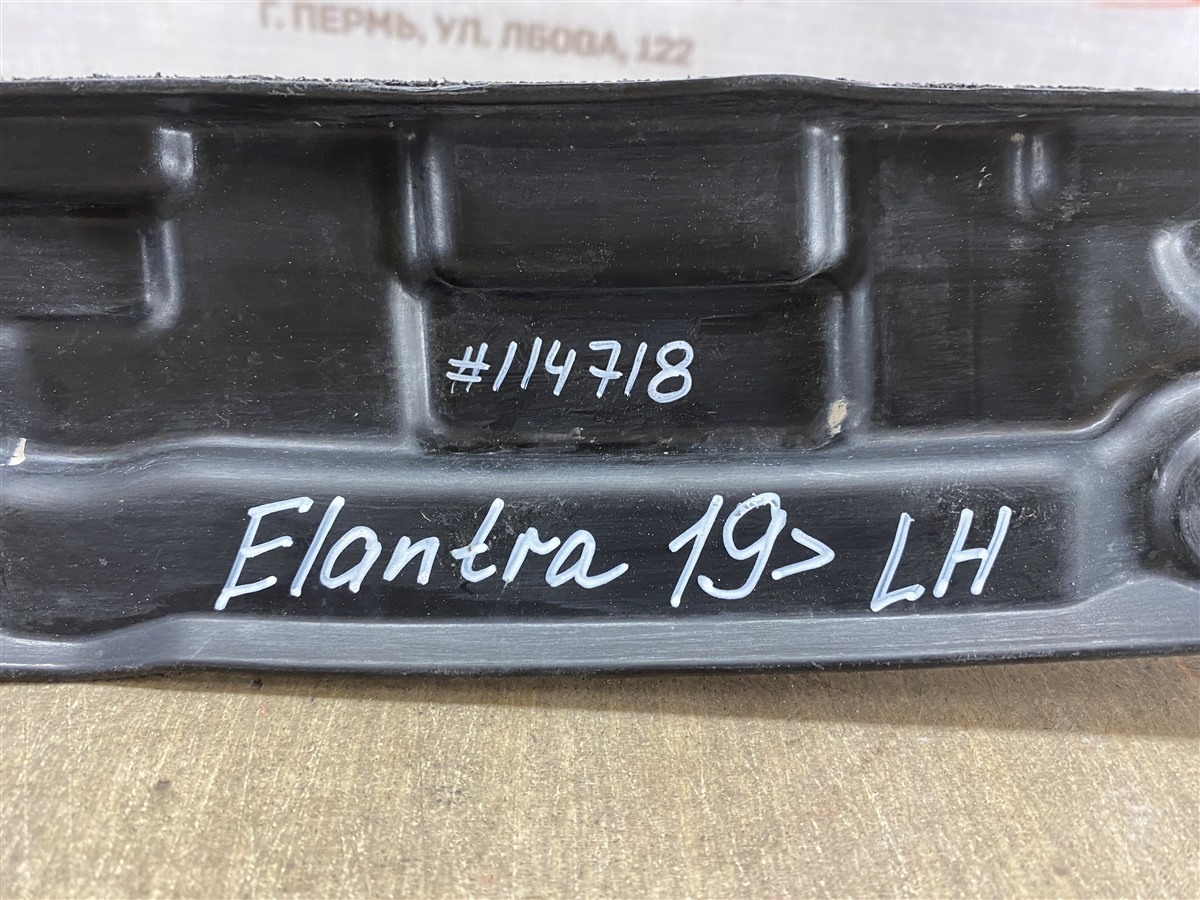 Г. ПЕРМЬ, УЛ. ЛБОВА, 122
#114718
Elantra 19> LH